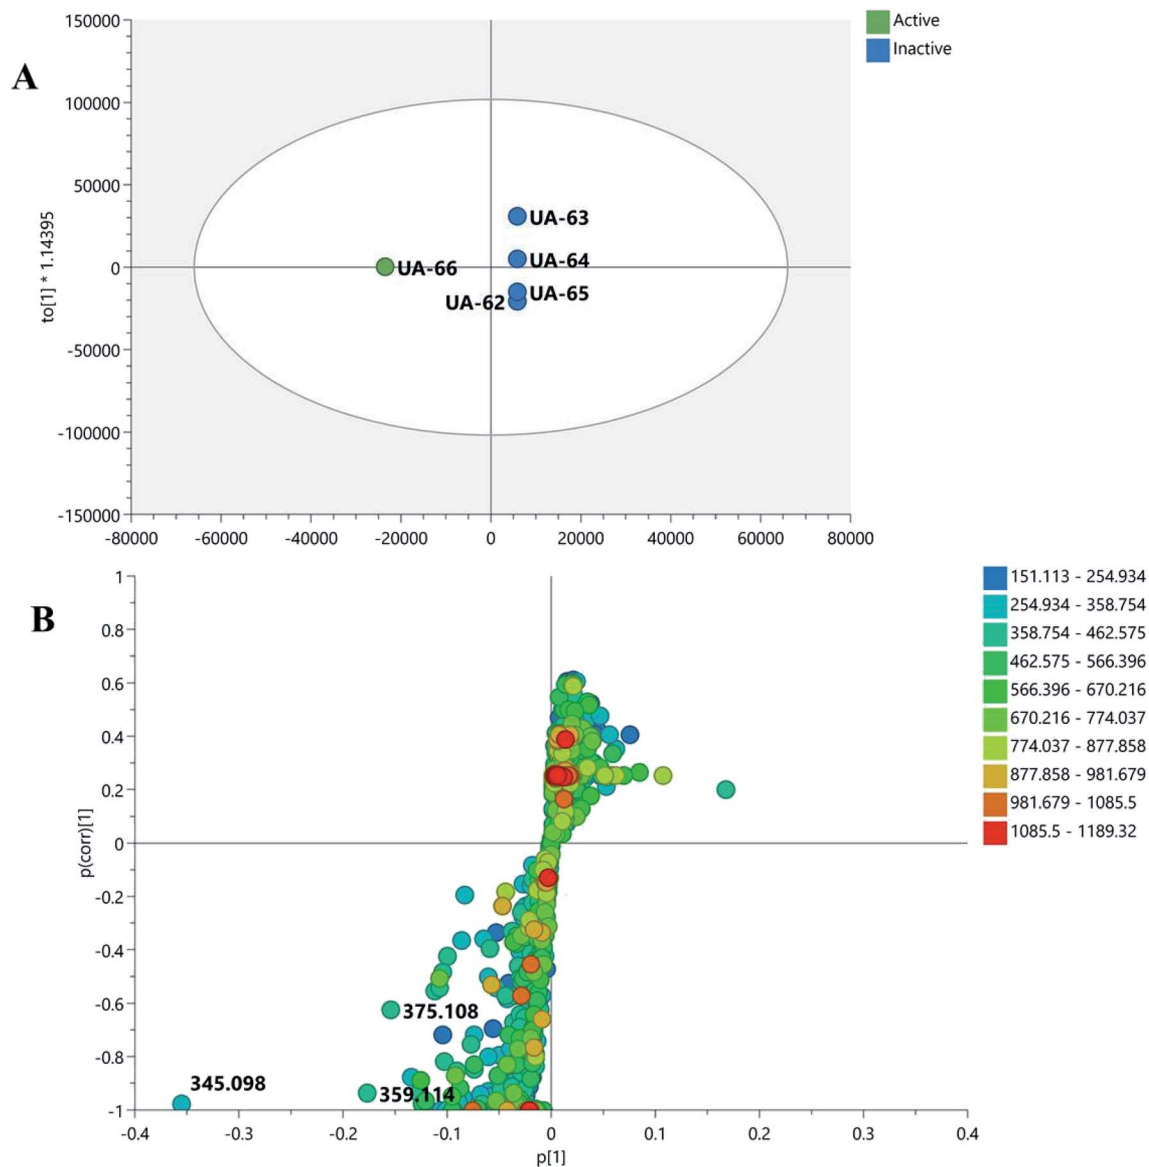 A
Active
Inactive
150000
100000
50000
0
-50000
-100000
-150000
to[1] * 1.14395
UA-63
UA-64
UA-66
UA-65
UA-62
-80000 -60000 -40000 -20000 0 20000 40000 60000 80000
B
1
0.8
0.6
0.4
0.2
0
-0.2
-0.4
-0.6
-0.8
-1
p(corr)[1]
375.108
345.098
359.114
-0.4 -0.3 -0.2 -0.1 0 0.1 0.2 0.3 0.4
p[1]
151.113 - 254.934
254.934 - 358.754
358.754 - 462.575
462.575 - 566.396
566.396 - 670.216
670.216 - 774.037
774.037 - 877.858
877.858 - 981.679
981.679 - 1085.5
1085.5 - 1189.32